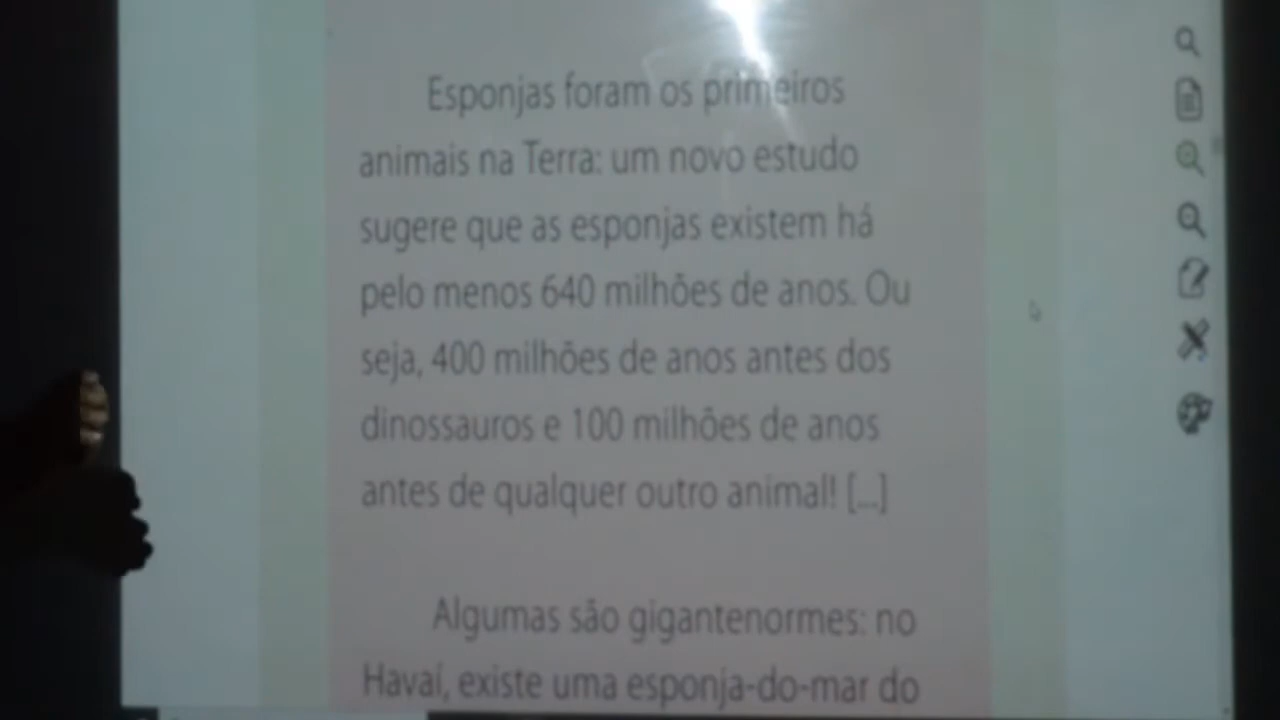 Esponjas foram os primeiros
animais na Terra: um novo estudo
sugere que as esponjas existem há
pelo menos 640 milhões de anos. Ou
seja, 400 milhões de anos antes dos
dinossauros e 100 milhões de anos
antes de qualquer outro animal! [...]
Algumas são gigantenormes: no
Havaí, existe uma esponja-do-mar do